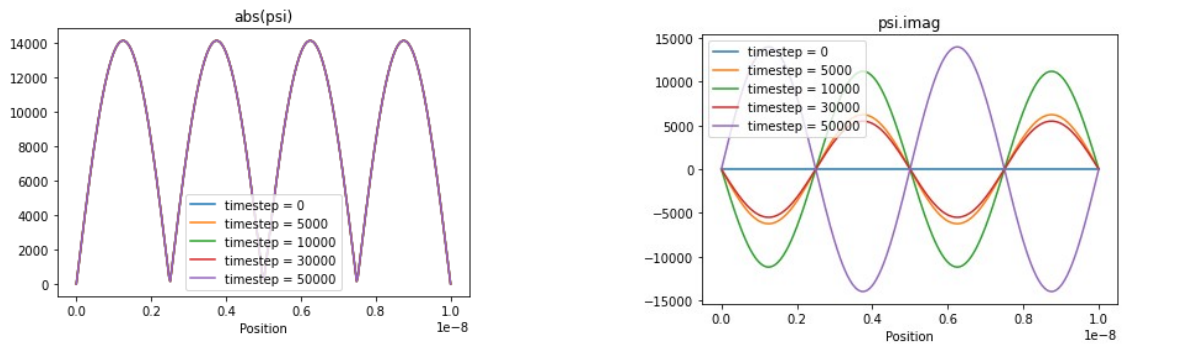 abs(psi)
14000
12000
10000
8000
6000
4000
2000
0
timestep = 0
timestep = 5000
timestep = 10000
timestep = 30000
timestep = 50000
0.0 0.2 0.4 0.6 0.8 1.0
1e−8
Position
psi.imag
15000
10000
5000
0
−5000
−10000
−15000
timestep = 0
timestep = 5000
timestep = 10000
timestep = 30000
timestep = 50000
0.0 0.2 0.4 0.6 0.8 1.0
1e−8
Position